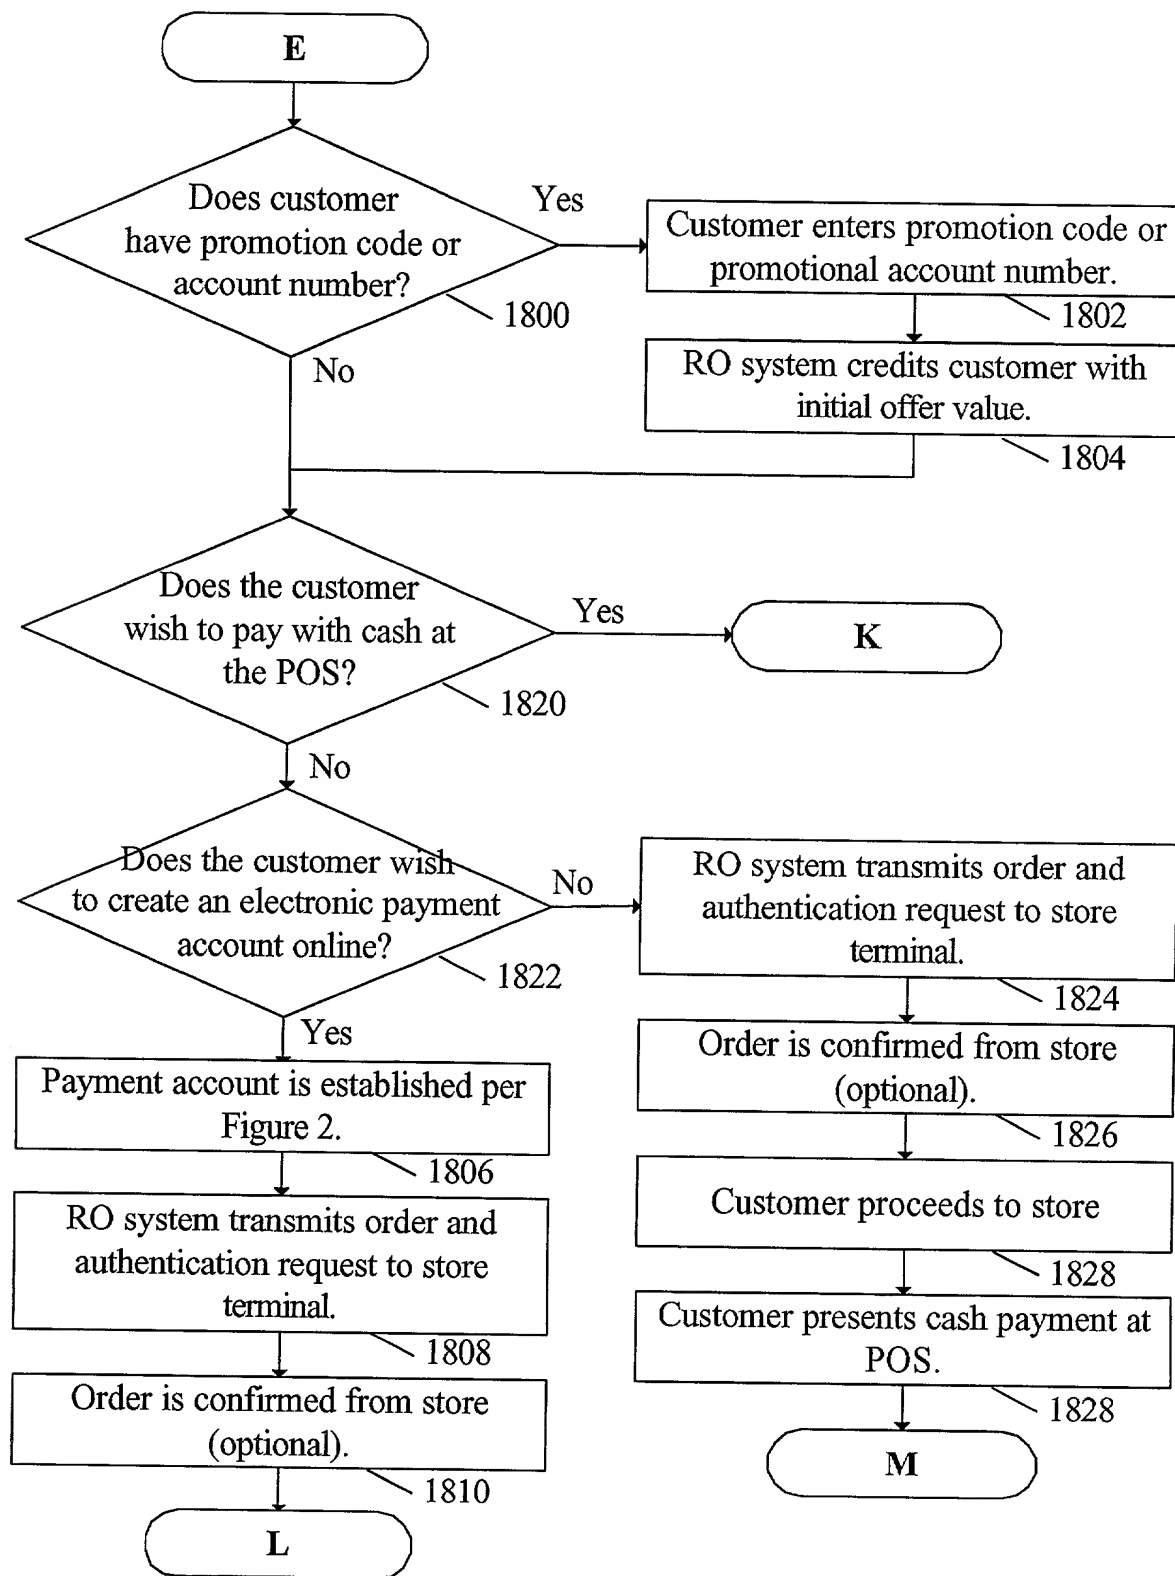 E
Does customer
have promotion code or
account number?
Yes
1800
No
Customer enters promotion code or
promotional account number.
1802
RO system credits customer with
initial offer value.
1804
Does the customer
wish to pay with cash at
the POS?
Yes
1820
K
No
Does the customer wish
to create an electronic payment
account online?
No
1822
Yes
RO system transmits order and
authentication request to store
terminal.
1824
Order is confirmed from store
(optional).
1826
Customer proceeds to store
1828
Customer presents cash payment at
POS.
1828
M
Payment account is established per
Figure 2.
1806
RO system transmits order and
authentication request to store
terminal.
1808
Order is confirmed from store
(optional).
1810
L